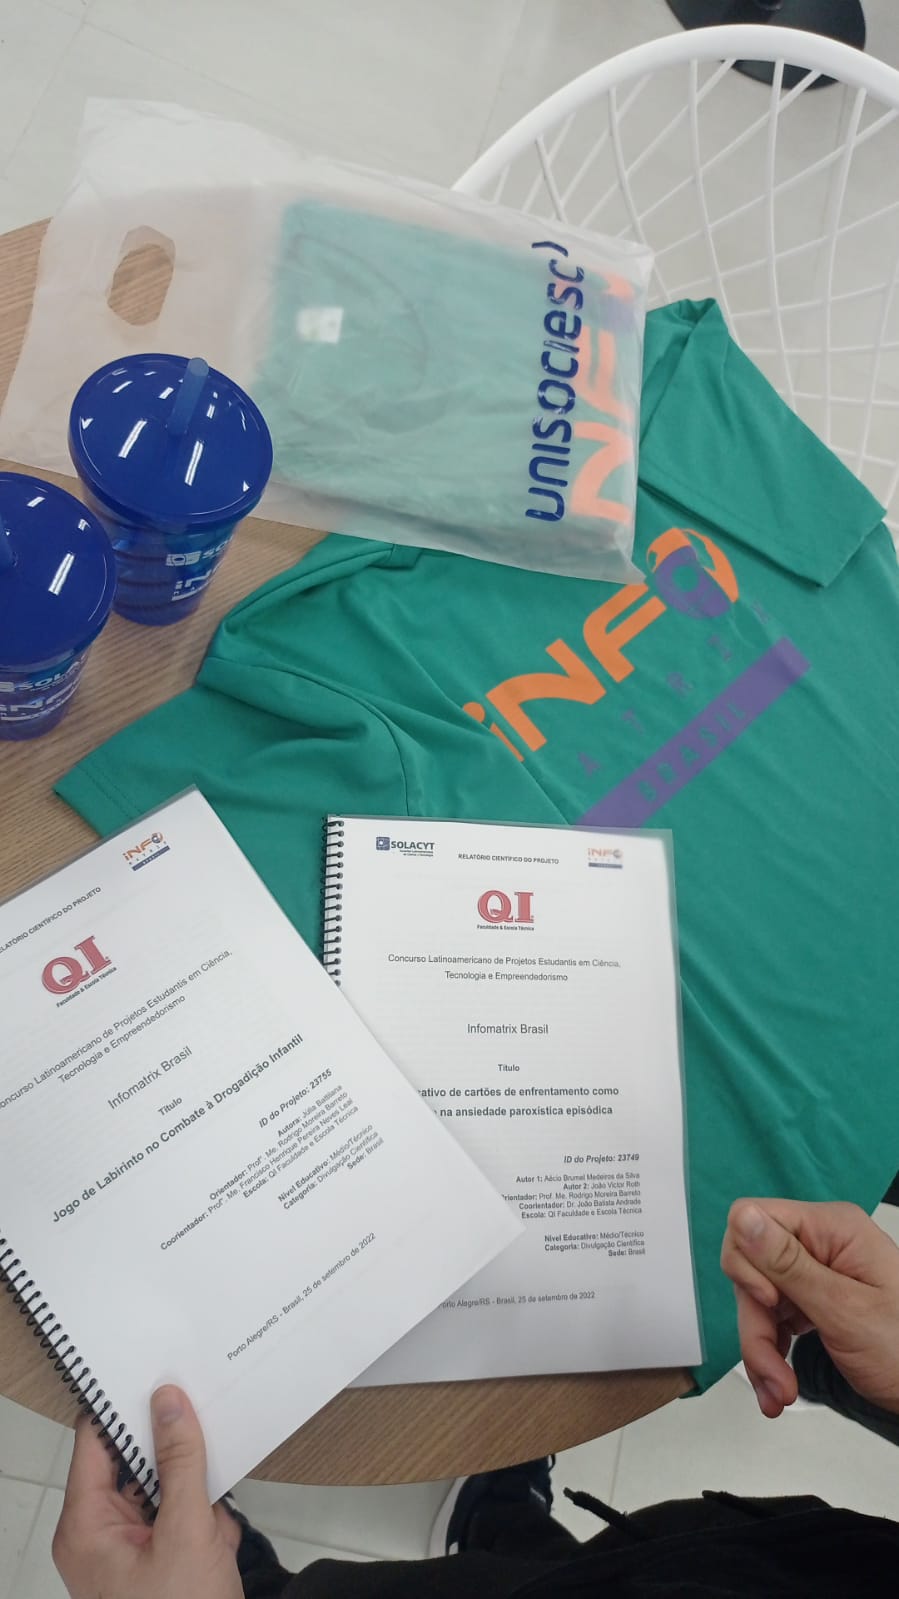 unisociesc
iNFO
iNFO
A T R I X
BRASIL
iNFO
BRASIL
RELATÓRIO CIENTÍFICO DO PROJETO
QI
Faculdade & Escola Técnica
Concurso Latinoamericano de Projetos Estudantis em Ciência,
Tecnologia e Empreendedorismo
Infomatrix Brasil
Título
Jogo de Labirinto no Combate à Drogadição Infantil
ID do Projeto: 23755
Autora: Júlia Battilana
Orientador: Prof°. Me. Rodrigo Moreira Barreto
Coorientador: Prof°. Me. Francisco Henrique Pereira Neves Leal
Escola: QI Faculdade e Escola Técnica
Nível Educativo: Médio/Técnico
Categoria: Divulgação Científica
Sede: Brasil
Porto Alegre/RS - Brasil, 25 de setembro de 2022
SOLACYT
RELATÓRIO CIENTÍFICO DO PROJETO
iNFO
QI
Faculdade & Escola Técnica
Concurso Latinoamericano de Projetos Estudantis em Ciência,
Tecnologia e Empreendedorismo
Infomatrix Brasil
Título
de cartões de enfrentamento como
na ansiedade paroxística episódica
ID do Projeto: 23749
Autor 1: Aécio Brumel Medeiros da Silva
Autor 2: João Victor Roth
Orientador: Prof. Me. Rodrigo Moreira Barreto
Coorientador: Dr. João Batista Andrade
Escola: QI Faculdade e Escola Técnica
Nível Educativo: Médio/Técnico
Categoria: Divulgação Científica
Sede: Brasil
Porto Alegre/RS - Brasil, 25 de setembro de 2022